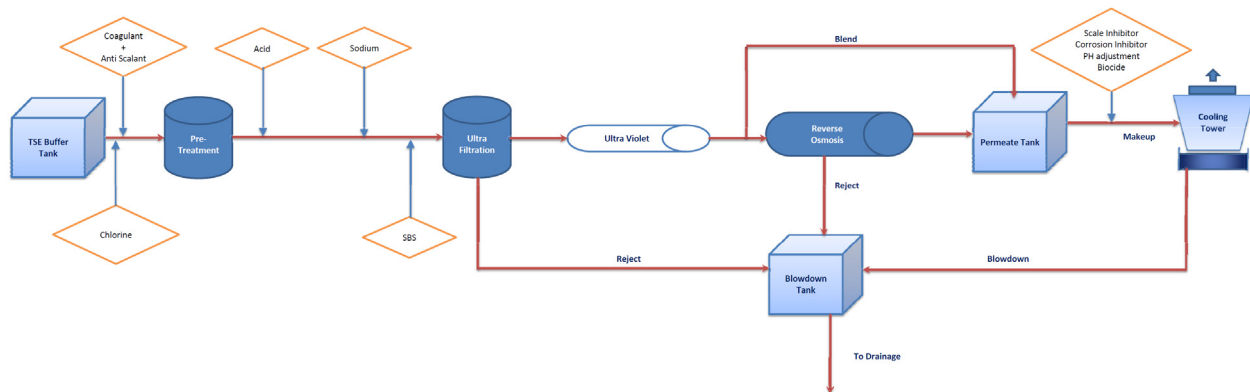 Coagulant
+
Anti Scalant
Acid
Sodium
Blend
Scale Inhibitor
Corrosion Inhibitor
PH adjustment
Biocide
TSE Buffer
Tank
Pre-
Treatment
Ultra
Filtration
Ultra Violet
Reverse
Osmosis
Permeate Tank
Makeup
Cooling
Tower
Chlorine
SBS
Reject
Reject
Blowdown
Tank
Blowdown
To Drainage